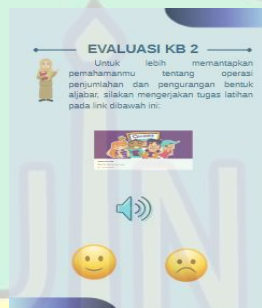 EVALUASI KB 2
Untuk lebih memantapkan
pemahamanmu tentang operasi
penjumlahan dan pengurangan bentuk
aljabar, silakan mengerjakan tugas latihan
pada link dibawah ini: